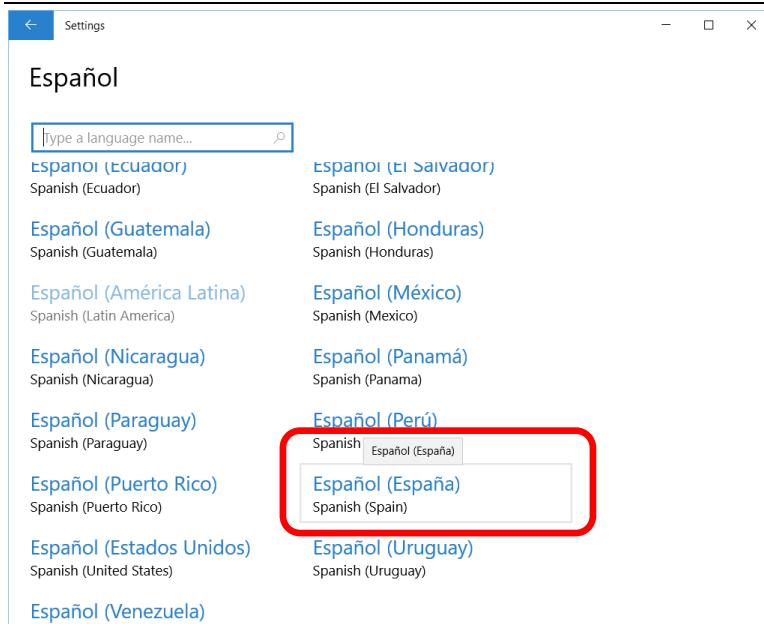 Settings
Español
Type a language name...
Español (Ecuador)
Spanish (Ecuador)
Español (El Salvador)
Spanish (El Salvador)
Español (Guatemala)
Spanish (Guatemala)
Español (Honduras)
Spanish (Honduras)
Español (América Latina)
Spanish (Latin America)
Español (México)
Spanish (Mexico)
Español (Nicaragua)
Spanish (Nicaragua)
Español (Panamá)
Spanish (Panama)
Español (Paraguay)
Spanish (Paraguay)
Español (Perú)
Spanish
Español (España)
Español (Puerto Rico)
Spanish (Puerto Rico)
Español (España)
Spanish (Spain)
Español (Estados Unidos)
Spanish (United States)
Español (Uruguay)
Spanish (Uruguay)
Español (Venezuela)